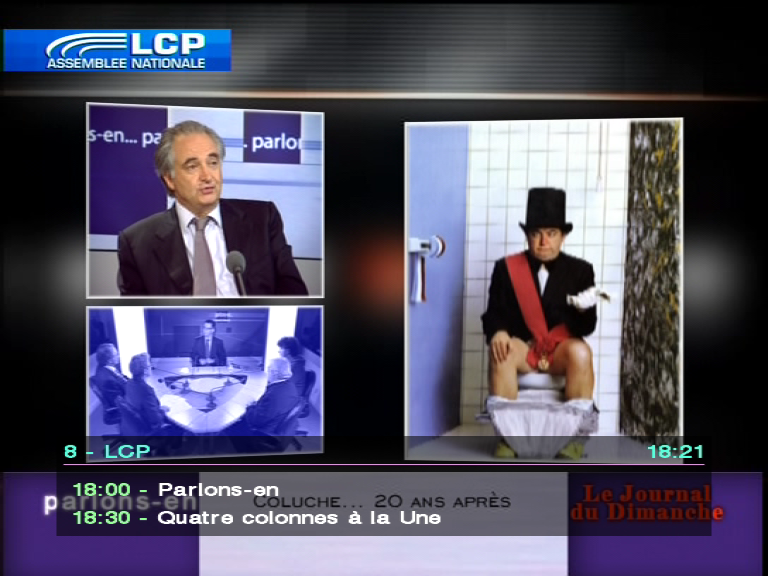 LCP
ASSEMBLEE NATIONALE
s-en... pa
. parlon
8 - LCP
18:21
18:00 - Parlons-en
18:30 - Quatre colonnes à la Une
parlons-en
COLUCHE... 20 ANS APRÈS
Le Journal
du Dimanche